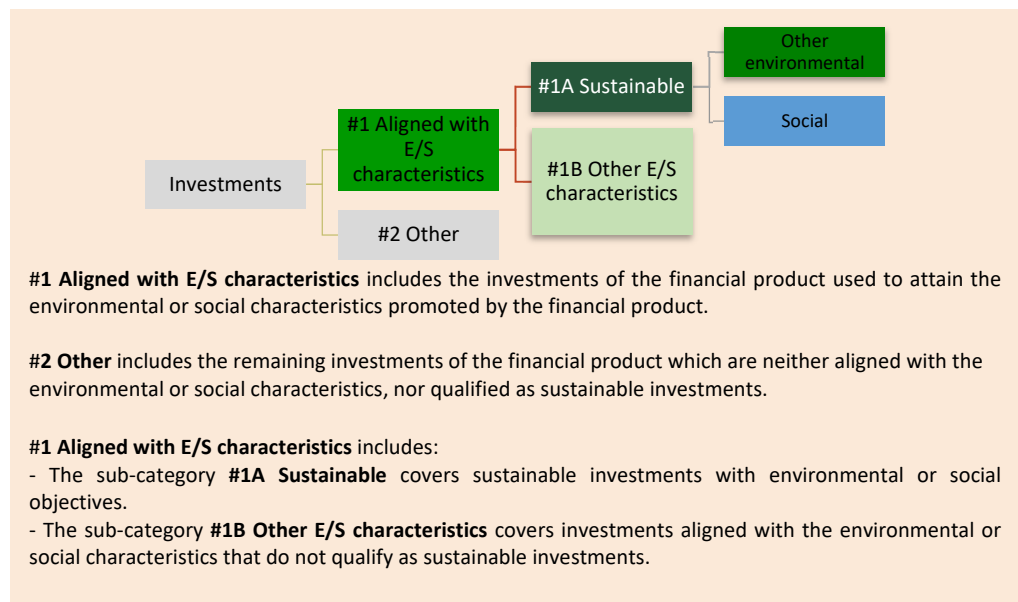 Other
environmental
#1A Sustainable
#1 Aligned with
E/S
characteristics
Social
#1B Other E/S
characteristics
Investments
#2 Other
#1 Aligned with E/S characteristics includes the investments of the financial product used to attain the
environmental or social characteristics promoted by the financial product.
#2 Other includes the remaining investments of the financial product which are neither aligned with the
environmental or social characteristics, nor qualified as sustainable investments.
#1 Aligned with E/S characteristics includes:
- The sub-category #1A Sustainable covers sustainable investments with environmental or social
objectives.
- The sub-category #1B Other E/S characteristics covers investments aligned with the environmental or
social characteristics that do not qualify as sustainable investments.